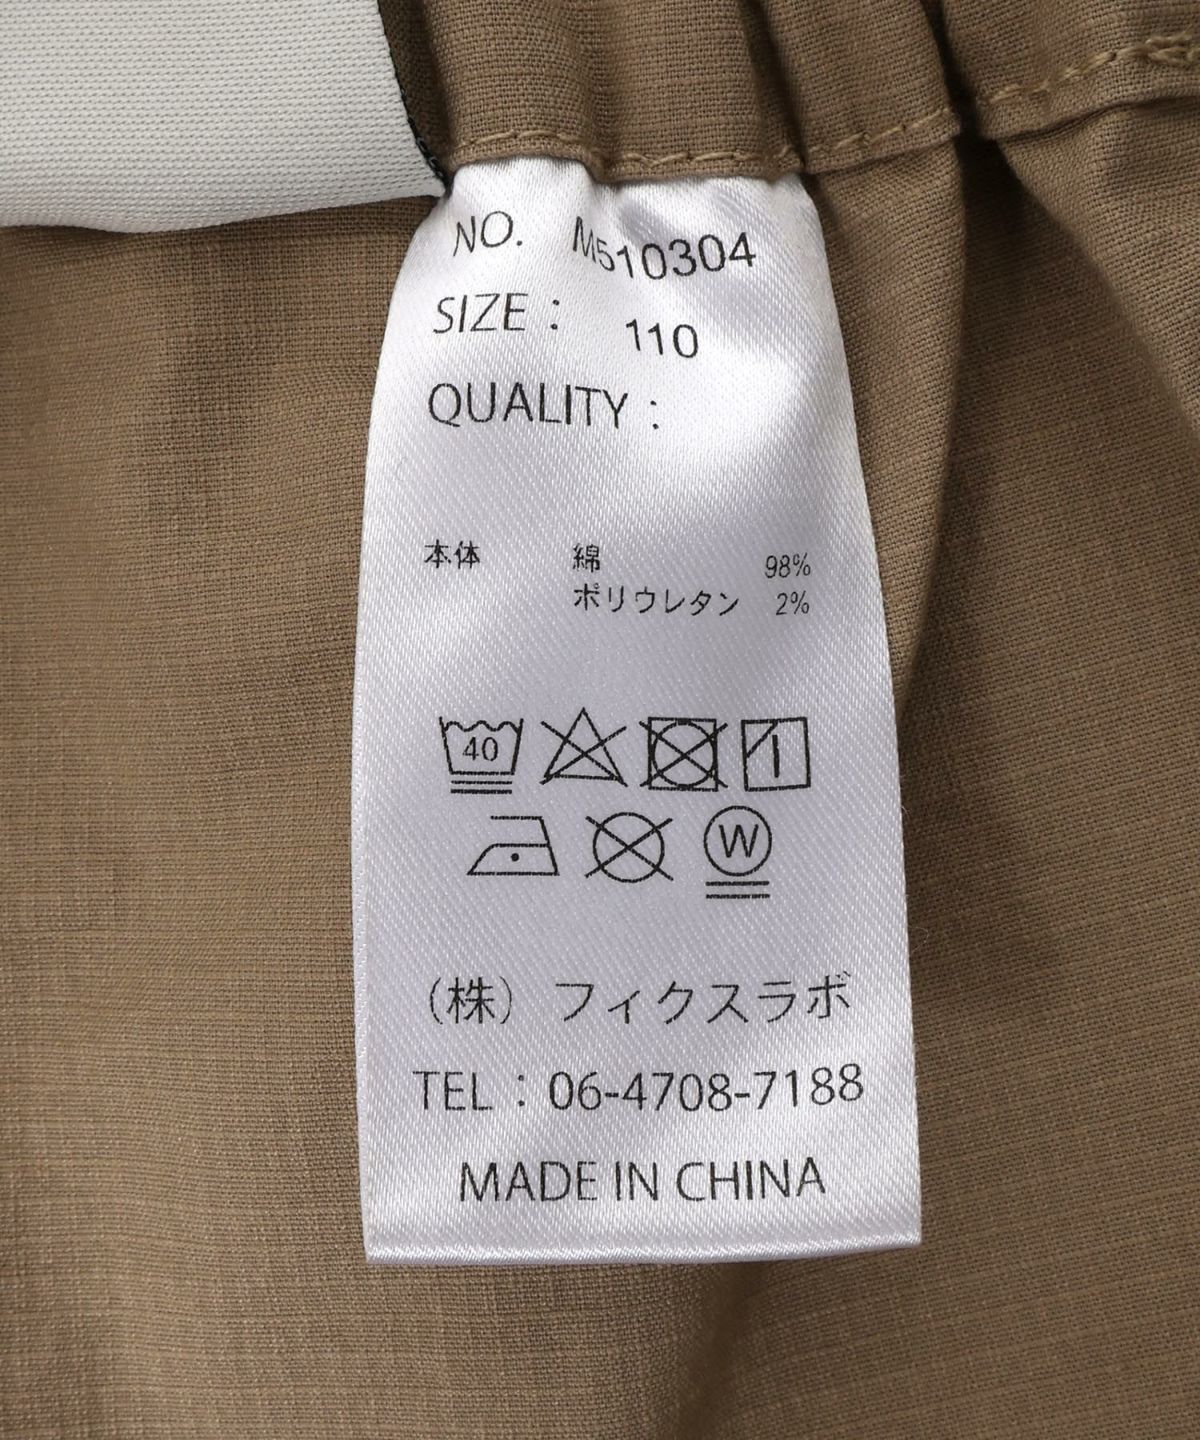 NO. M510304
SIZE : 110
QUALITY :
本体 綿 98%
ポリウレタン 2%
40
W
(株) フィクスラボ
TEL : 06-4708-7188
MADE IN CHINA